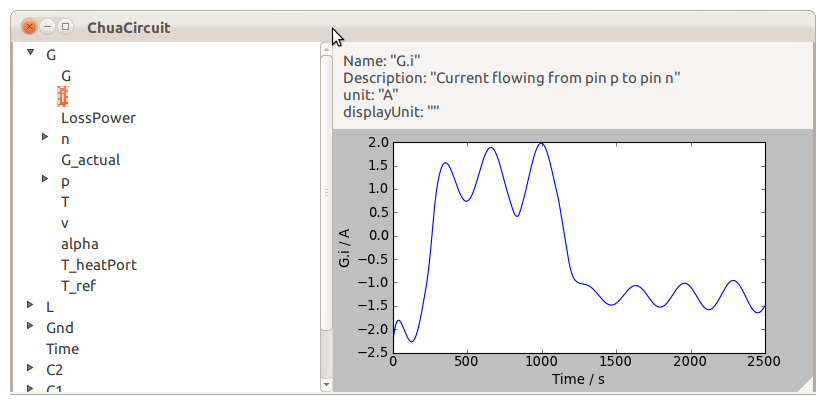 ChuaCircuit
G
G
i
LossPower
n
G_actual
p
T
v
alpha
T_heatPort
T_ref
L
Gnd
Time
C2
C1
Name: "G.i"
Description: "Current flowing from pin p to pin n"
unit: "A"
displayUnit: ""
2.0
1.5
1.0
0.5
0.0
−0.5
−1.0
−1.5
−2.0
−2.5
G.i / A
0 500 1000 1500 2000 2500
Time / s